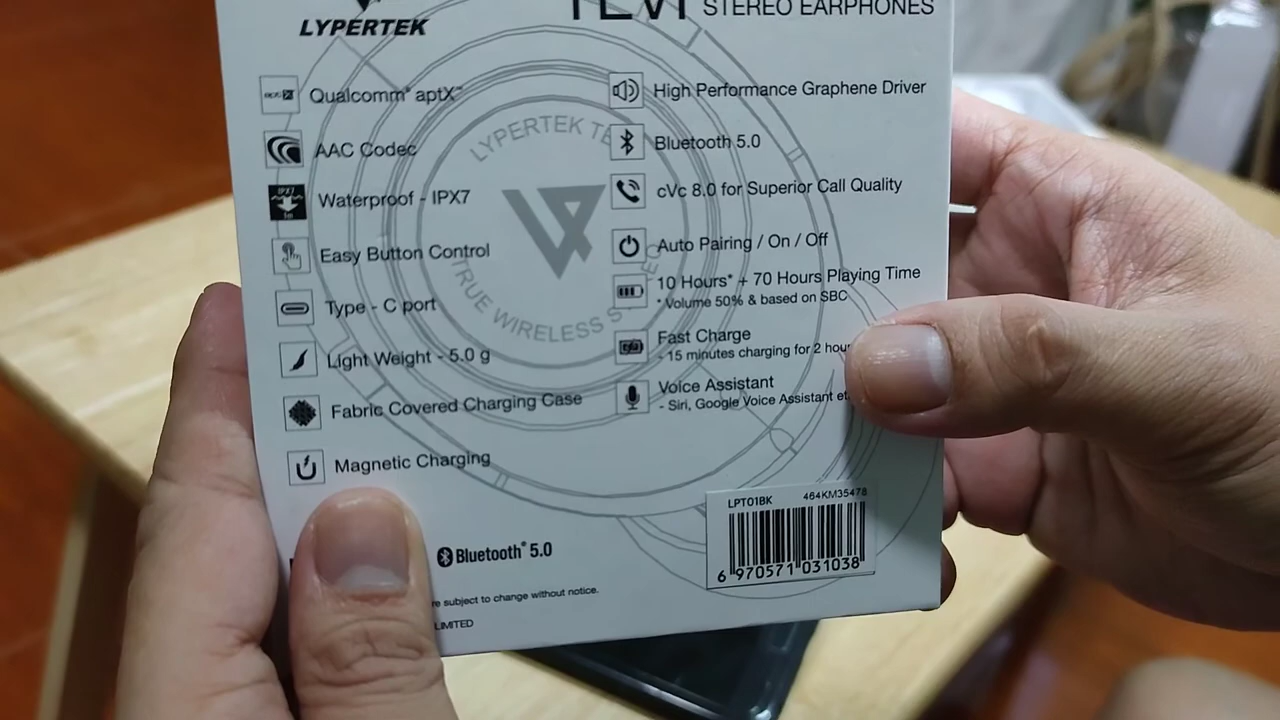 LYPERTEK
TEVI STEREO EARPHONES
Qualcomm® aptX™
AAC Codec
Waterproof - IPX7
Easy Button Control
Type - C port
Light Weight - 5.0 g
Fabric Covered Charging Case
Magnetic Charging
High Performance Graphene Driver
Bluetooth 5.0
cVc 8.0 for Superior Call Quality
Auto Pairing / On / Off
10 Hours* + 70 Hours Playing Time
* Volume 50% & based on SBC
Fast Charge
- 15 minutes charging for 2
Voice Assistant
- Siri, Google Voice Assistant
LYPERTEK
TRUE WIRELESS
IPX7
1m
Bluetooth® 5.0
subject to change without notice.
LIMITED
LPT01BK 464KM35478
6 970571 031038